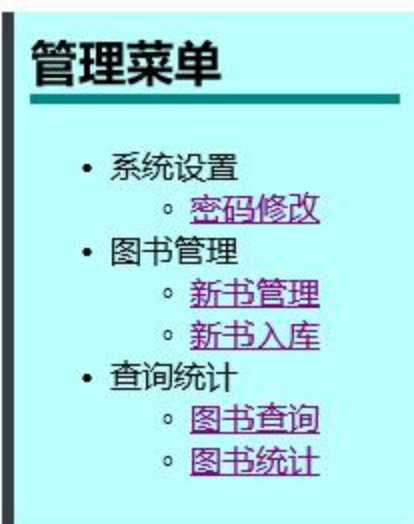 管理菜单
系统设置
密码修改
图书管理
新书管理
新书入库
查询统计
图书查询
图书统计